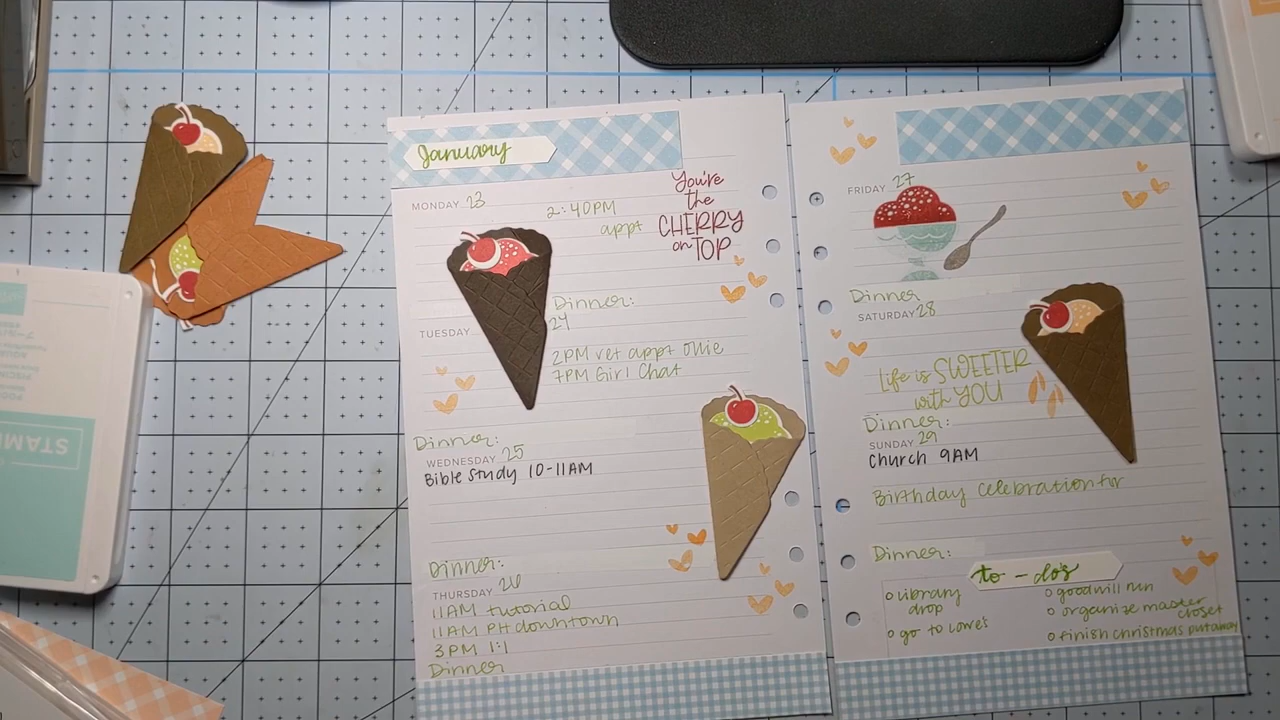 January
MONDAY 23
2:40PM
appt
You're
the
CHERRY
on TOP
Dinner:
TUESDAY 24
2PM vet appt Ollie
7PM Girl Chat
Dinner:
WEDNESDAY 25
Bible Study 10-11AM
Dinner:
THURSDAY 26
11AM tutorial
11AM PH downtown
3PM 1:1
Dinner
FRIDAY 27
Dinner
SATURDAY 28
Life is SWEETER
with YOU
Dinner:
SUNDAY 29
Church 9AM
Birthday Celebration for
Dinner:
to-do's
library
drop
go to Lowe's
goodwill run
organize master
closet
finish christmas putaway
STAMPIN